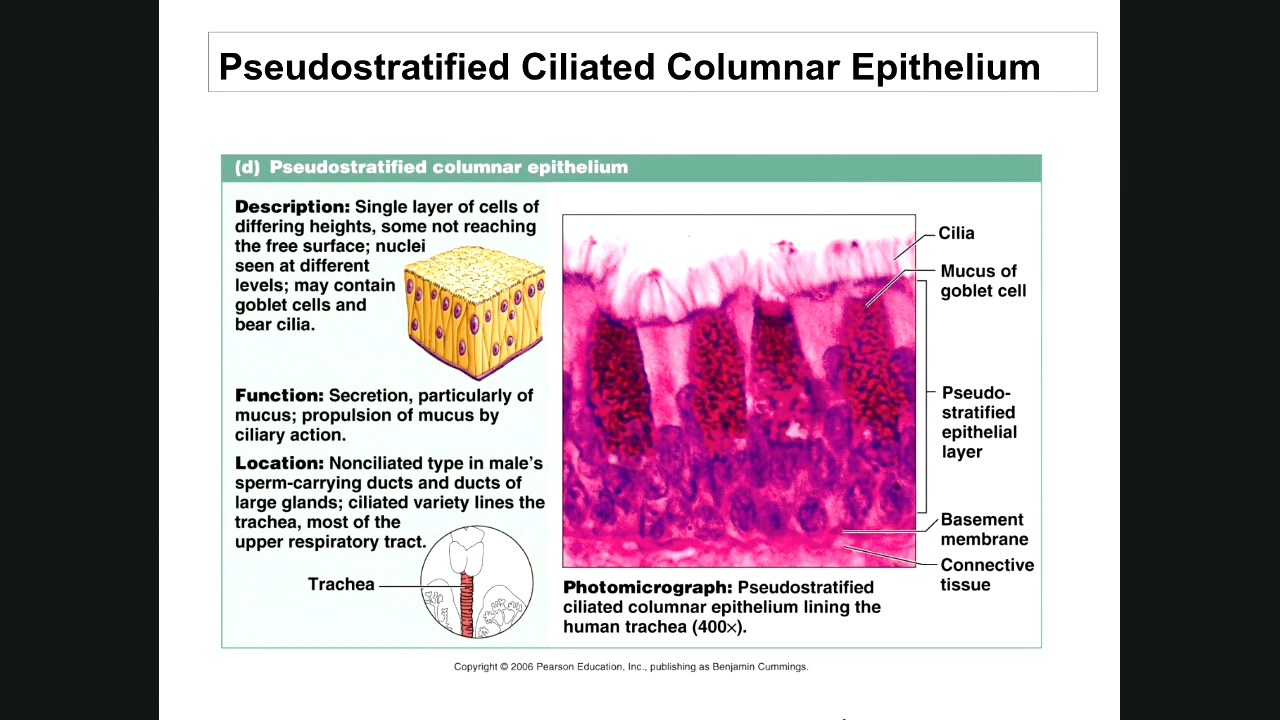 Pseudostratified Ciliated Columnar Epithelium
(d) Pseudostratified columnar epithelium
Description: Single layer of cells of
differing heights, some not reaching
the free surface; nuclei
seen at different
levels; may contain
goblet cells and
bear cilia.
Function: Secretion, particularly of
mucus; propulsion of mucus by
ciliary action.
Location: Nonciliated type in male's
sperm-carrying ducts and ducts of
large glands; ciliated variety lines the
trachea, most of the
upper respiratory tract.
Trachea
Cilia
Mucus of
goblet cell
Pseudo-
stratified
epithelial
layer
Basement
membrane
Connective
tissue
Photomicrograph: Pseudostratified
ciliated columnar epithelium lining the
human trachea (400×).
Copyright © 2006 Pearson Education, Inc., publishing as Benjamin Cummings.